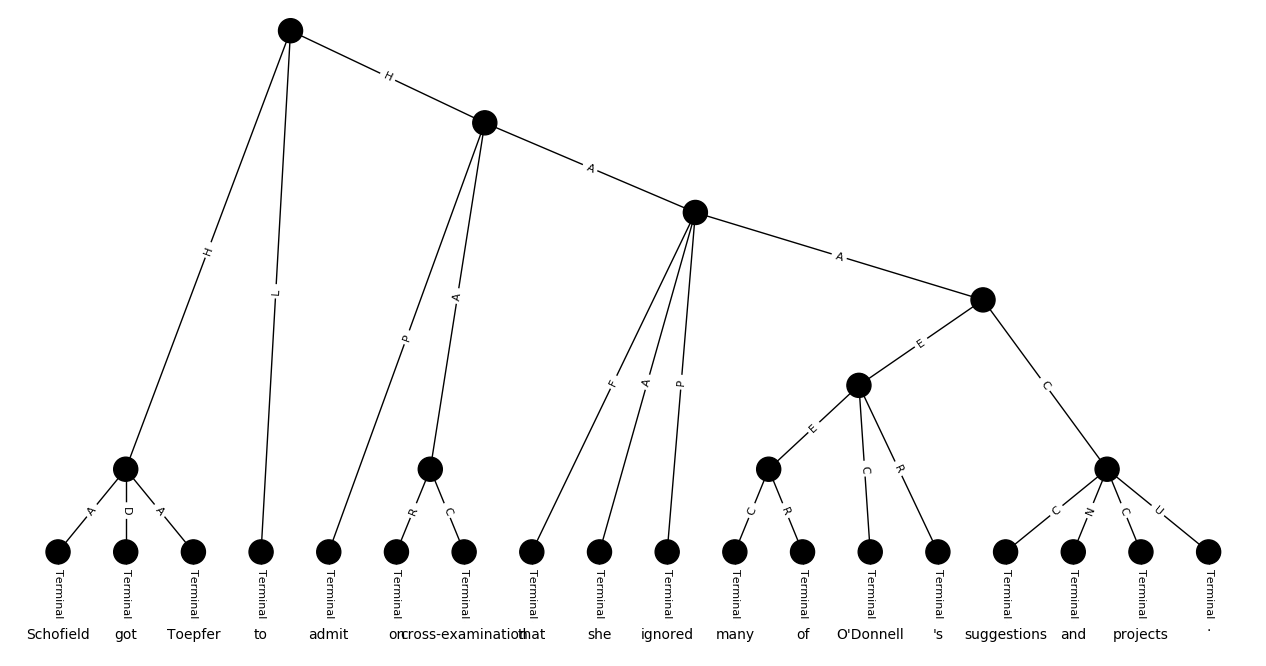 H
A
H
A
L
A
E
P
A
F
A
P
E
C
R
C
A
D
A
R
C
C
R
C
N
C
U
Terminal Terminal Terminal Terminal Terminal Terminal Terminal Terminal Terminal Terminal Terminal Terminal Terminal Terminal Terminal Terminal Terminal Terminal
Schofield got Toepfer to admit on cross-examination that she ignored many of O'Donnell 's suggestions and projects .